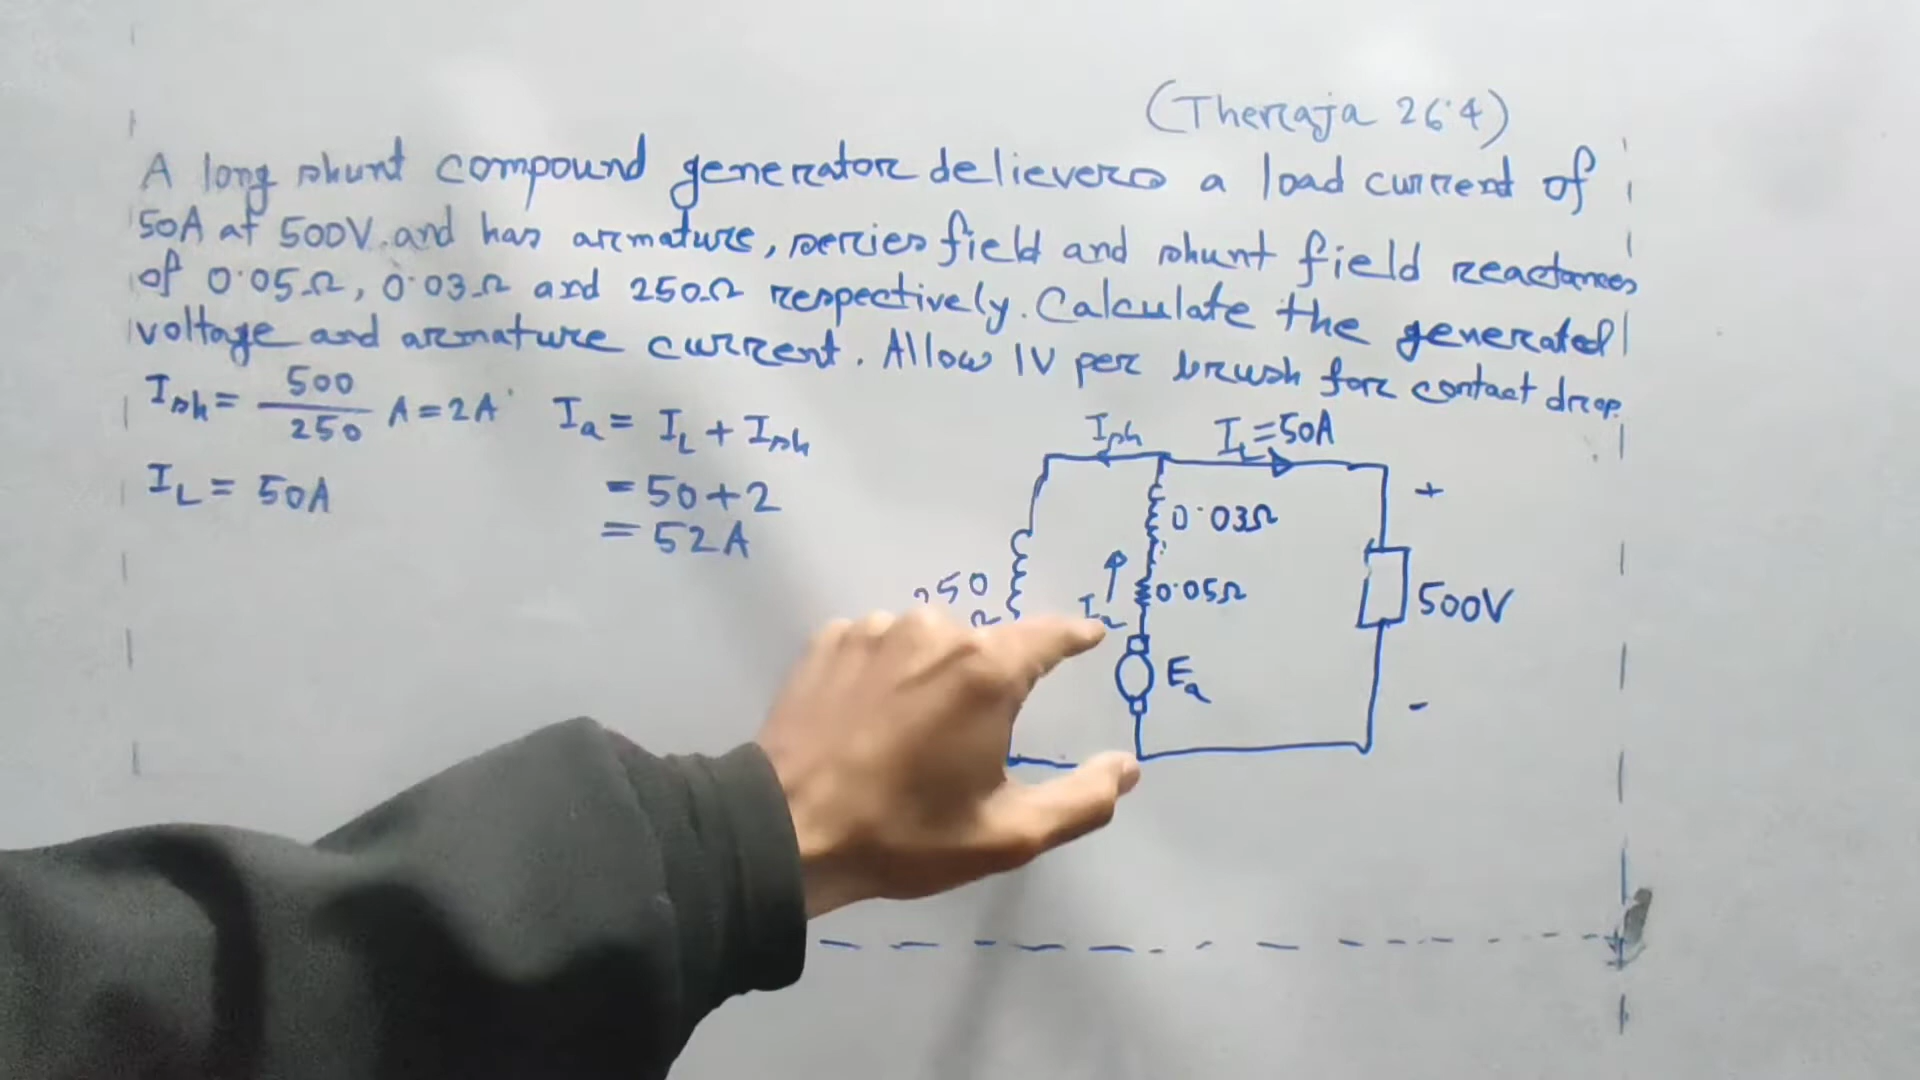 (Theraja 26.4)
A long shunt compound generator delievers a load current of
50A at 500V. and has armature, series field and shunt field reactances
of 0.05Ω, 0.03Ω and 250Ω respectively. Calculate the generated
voltage and armature current. Allow 1V per brush for contact drop.
Ish = 500/250 A = 2A
IL = 50A
Ia = IL + Ish
= 50+2
= 52A
Ish
IL=50A
+
0.03Ω
0.05Ω
500V
Ea
-